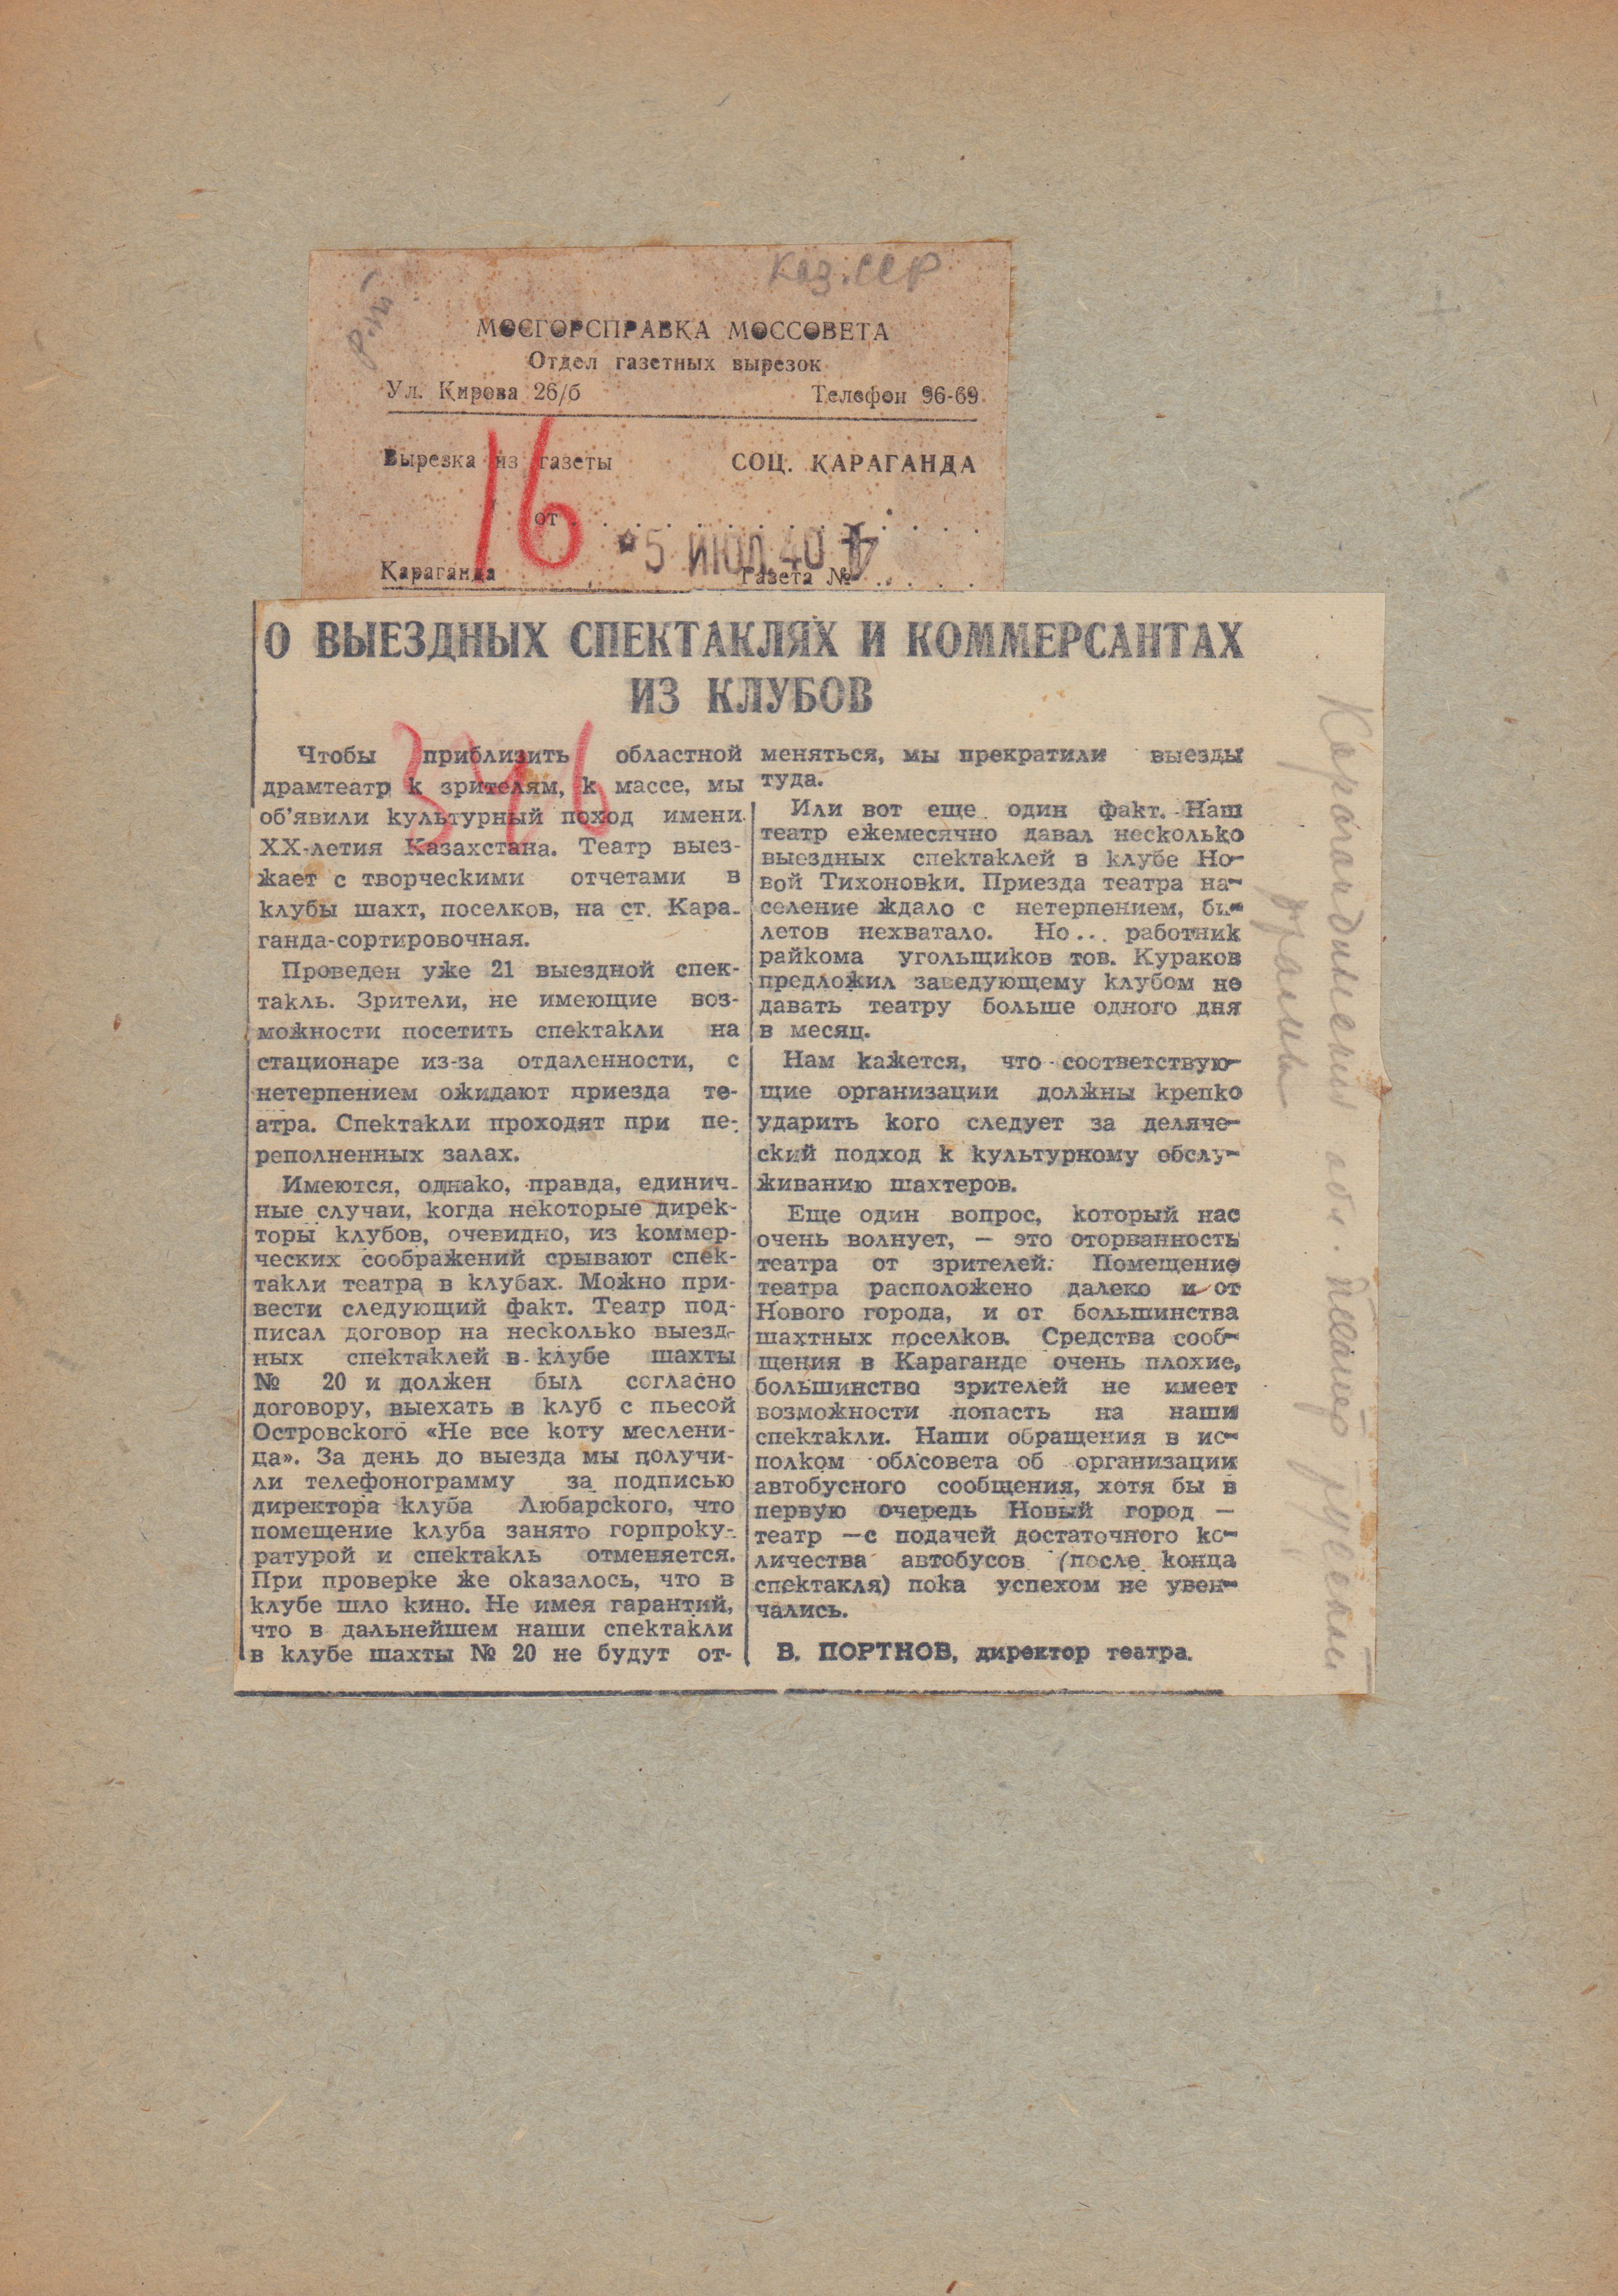 Каз.ССР
р.т.
МОСГОРСПРАВКА МОССОВЕТА
Отдел газетных вырезок
Ул. Кирова 26/б Телефон 96-69
Вырезка из газеты СОЦ. КАРАГАНДА
16
от . . . . . . . . . . . . .
5 ИЮЛ. 40
Караганда Газета № . . . .
О ВЫЕЗДНЫХ СПЕКТАКЛЯХ И КОММЕРСАНТАХ
ИЗ КЛУБОВ
Чтобы приблизить областной
драмтеатр к зрителям, к массе, мы
об'явили культурный поход имени
XX-летия Казахстана. Театр выез-
жает с творческими отчетами в
клубы шахт, поселков, на ст. Кара-
ганда-сортировочная.
Проведен уже 21 выездной спек-
такль. Зрители, не имеющие воз-
можности посетить спектакли на
стационаре из-за отдаленности, с
нетерпением ожидают приезда те-
атра. Спектакли проходят при пе-
реполненных залах.
Имеются, однако, правда, единич-
ные случаи, когда некоторые дирек-
торы клубов, очевидно, из коммер-
ческих соображений срывают спек-
такли театра в клубах. Можно при-
вести следующий факт. Театр под-
писал договор на несколько выезд-
ных спектаклей в клубе шахты
№ 20 и должен был согласно
договору, выехать в клуб с пьесой
Островского «Не все коту меслени-
ца». За день до выезда мы получи-
ли телефонограмму за подписью
директора клуба Любарского, что
помещение клуба занято горпроку-
ратурой и спектакль отменяется.
При проверке же оказалось, что в
клубе шло кино. Не имея гарантий,
что в дальнейшем наши спектакли
в клубе шахты № 20 не будут от-
меняться, мы прекратили выезды
туда.
Или вот еще один факт. Наш
театр ежемесячно давал несколько
выездных спектаклей в клубе Но-
вой Тихоновки. Приезда театра на-
селение ждало с нетерпением, би-
летов нехватало. Но... работник
райкома угольщиков тов. Кураков
предложил заведующему клубом не
давать театру больше одного дня
в месяц.
Нам кажется, что соответствую-
щие организации должны крепко
ударить кого следует за деляче-
ский подход к культурному обслу-
живанию шахтеров.
Еще один вопрос, который нас
очень волнует, — это оторванность
театра от зрителей. Помещение
театра расположено далеко и от
Нового города, и от большинства
шахтных поселков. Средства сооб-
щения в Караганде очень плохие,
большинство зрителей не имеет
возможности попасть на наши
спектакли. Наши обращения в ис-
полком облсовета об организации
автобусного сообщения, хотя бы в
первую очередь Новый город —
театр —с подачей достаточного ко-
личества автобусов (после конца
спектакля) пока успехом не увен-
чались.
В. ПОРТНОВ, директор театра.
Карагандинский обл. театр русской
драмы